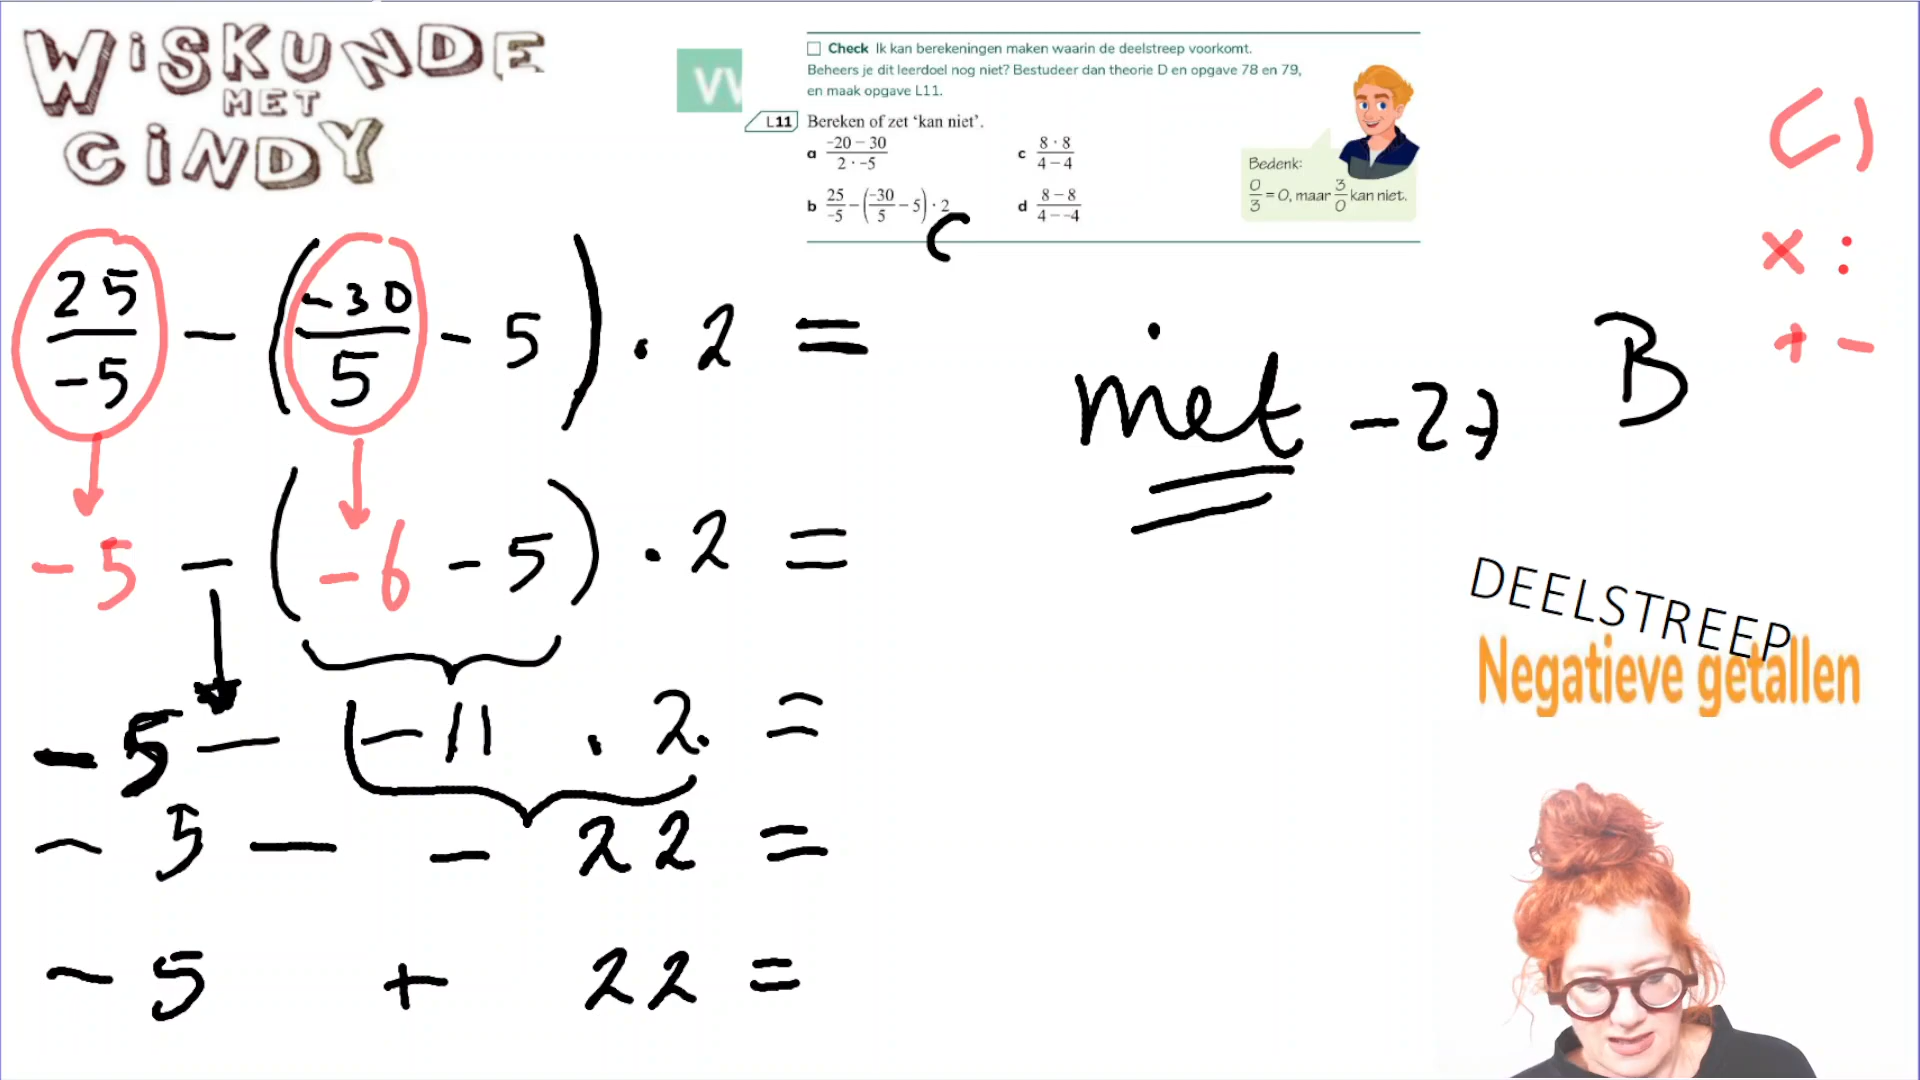 WiSKUNDE
MET
CiNDY
W
Check Ik kan berekeningen maken waarin de deelstreep voorkomt.
Beheers je dit leerdoel nog niet? Bestudeer dan theorie D en opgave 78 en 79,
en maak opgave L11.
L11 Bereken of zet ‘kan niet’.
a (-20 – 30)/(2 · -5)
c (8 · 8)/(4 – 4)
b 25/-5 – (-30/5 – 5) · 2
d (8 – 8)/(4 – -4)
Bedenk:
0/3 = 0, maar 3/0 kan niet.
C
( )
× :
+ -
25/-5 - (-30/5 - 5) · 2 =
-5 - (-6 - 5) · 2 =
-5 - -11 · 2. =
-5 - -22 =
-5 + 22 =
met -27
B
DEELSTREEP
Negatieve getallen